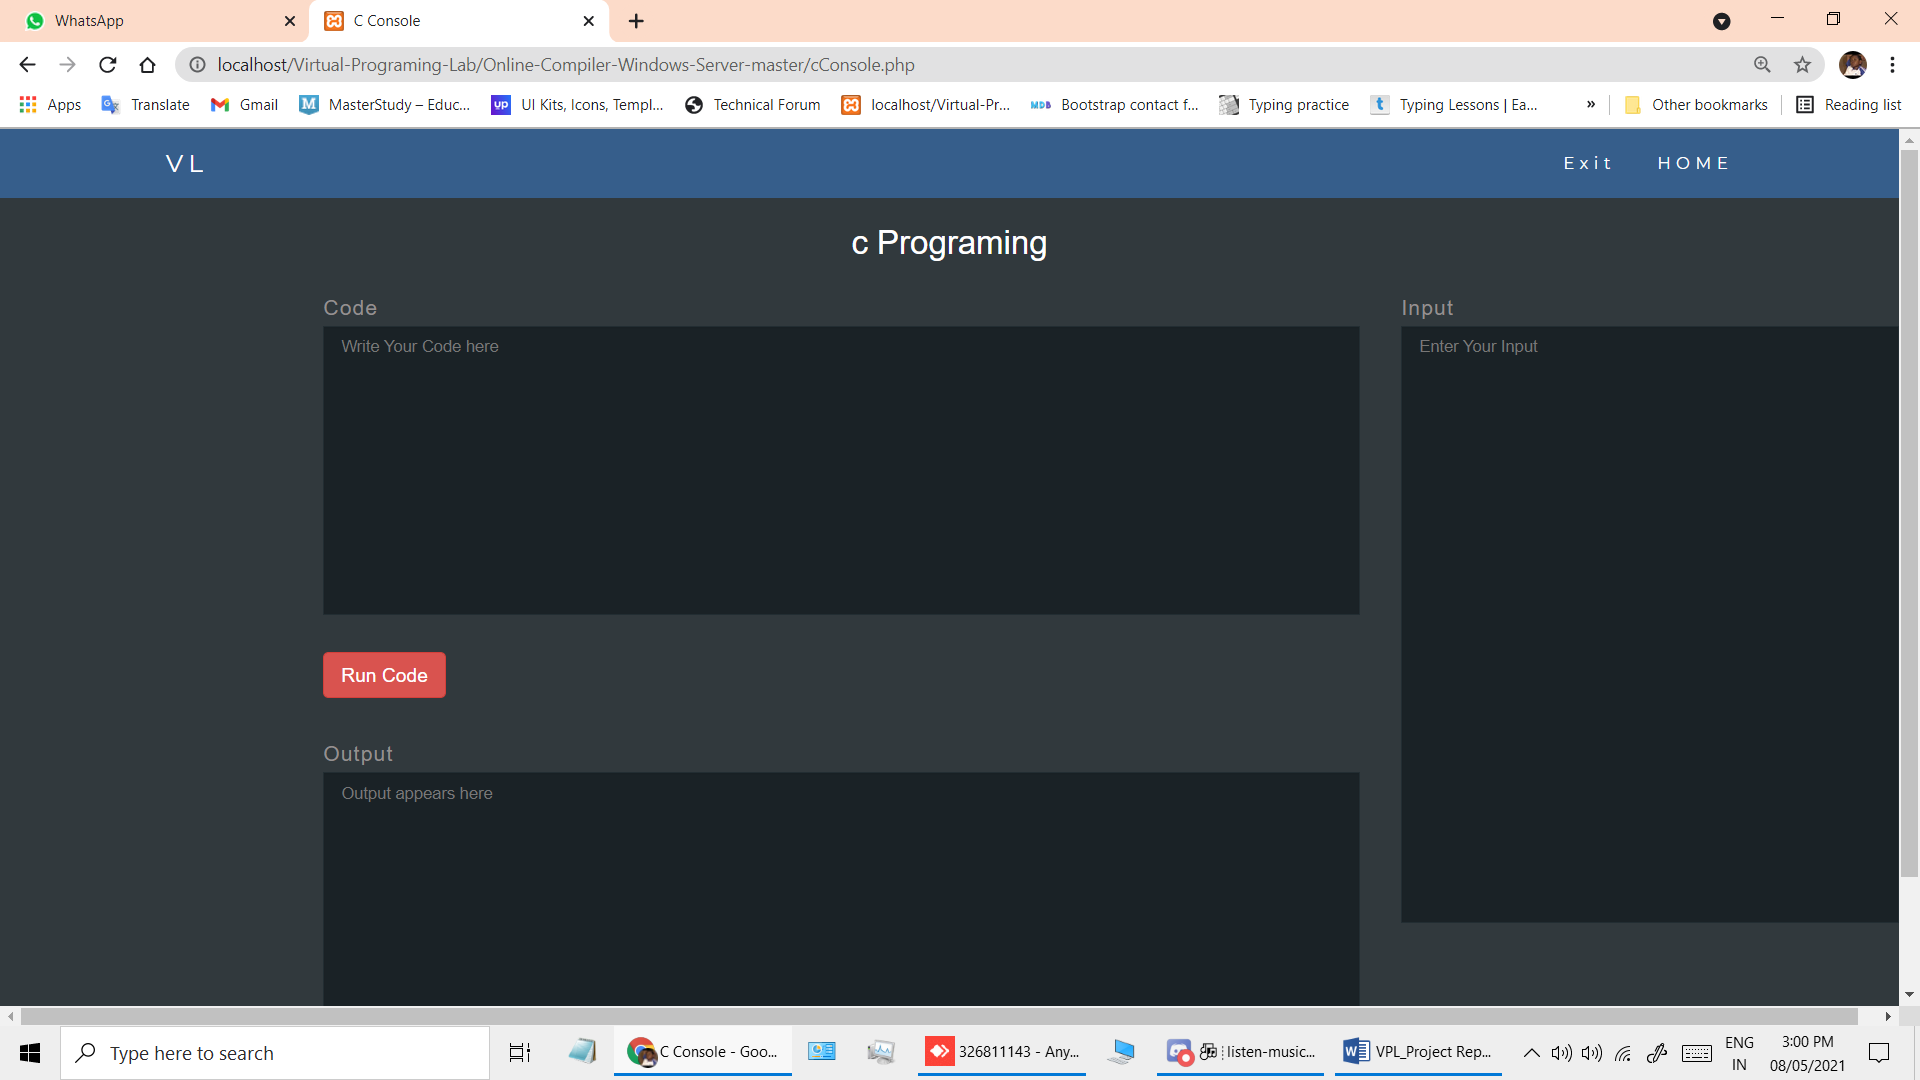 WhatsApp
C Console
localhost/Virtual-Programing-Lab/Online-Compiler-Windows-Server-master/cConsole.php
Apps Translate Gmail MasterStudy – Educ... UI Kits, Icons, Templ... Technical Forum localhost/Virtual-Pr... MDB Bootstrap contact f... Typing practice Typing Lessons | Ea... » Other bookmarks Reading list
VL
Exit HOME
c Programing
Code
Input
Write Your Code here
Enter Your Input
Run Code
Output
Output appears here
Type here to search
C Console - Goo...
326811143 - Any...
listen-music...
VPL_Project Rep...
ENG
IN
3:00 PM
08/05/2021